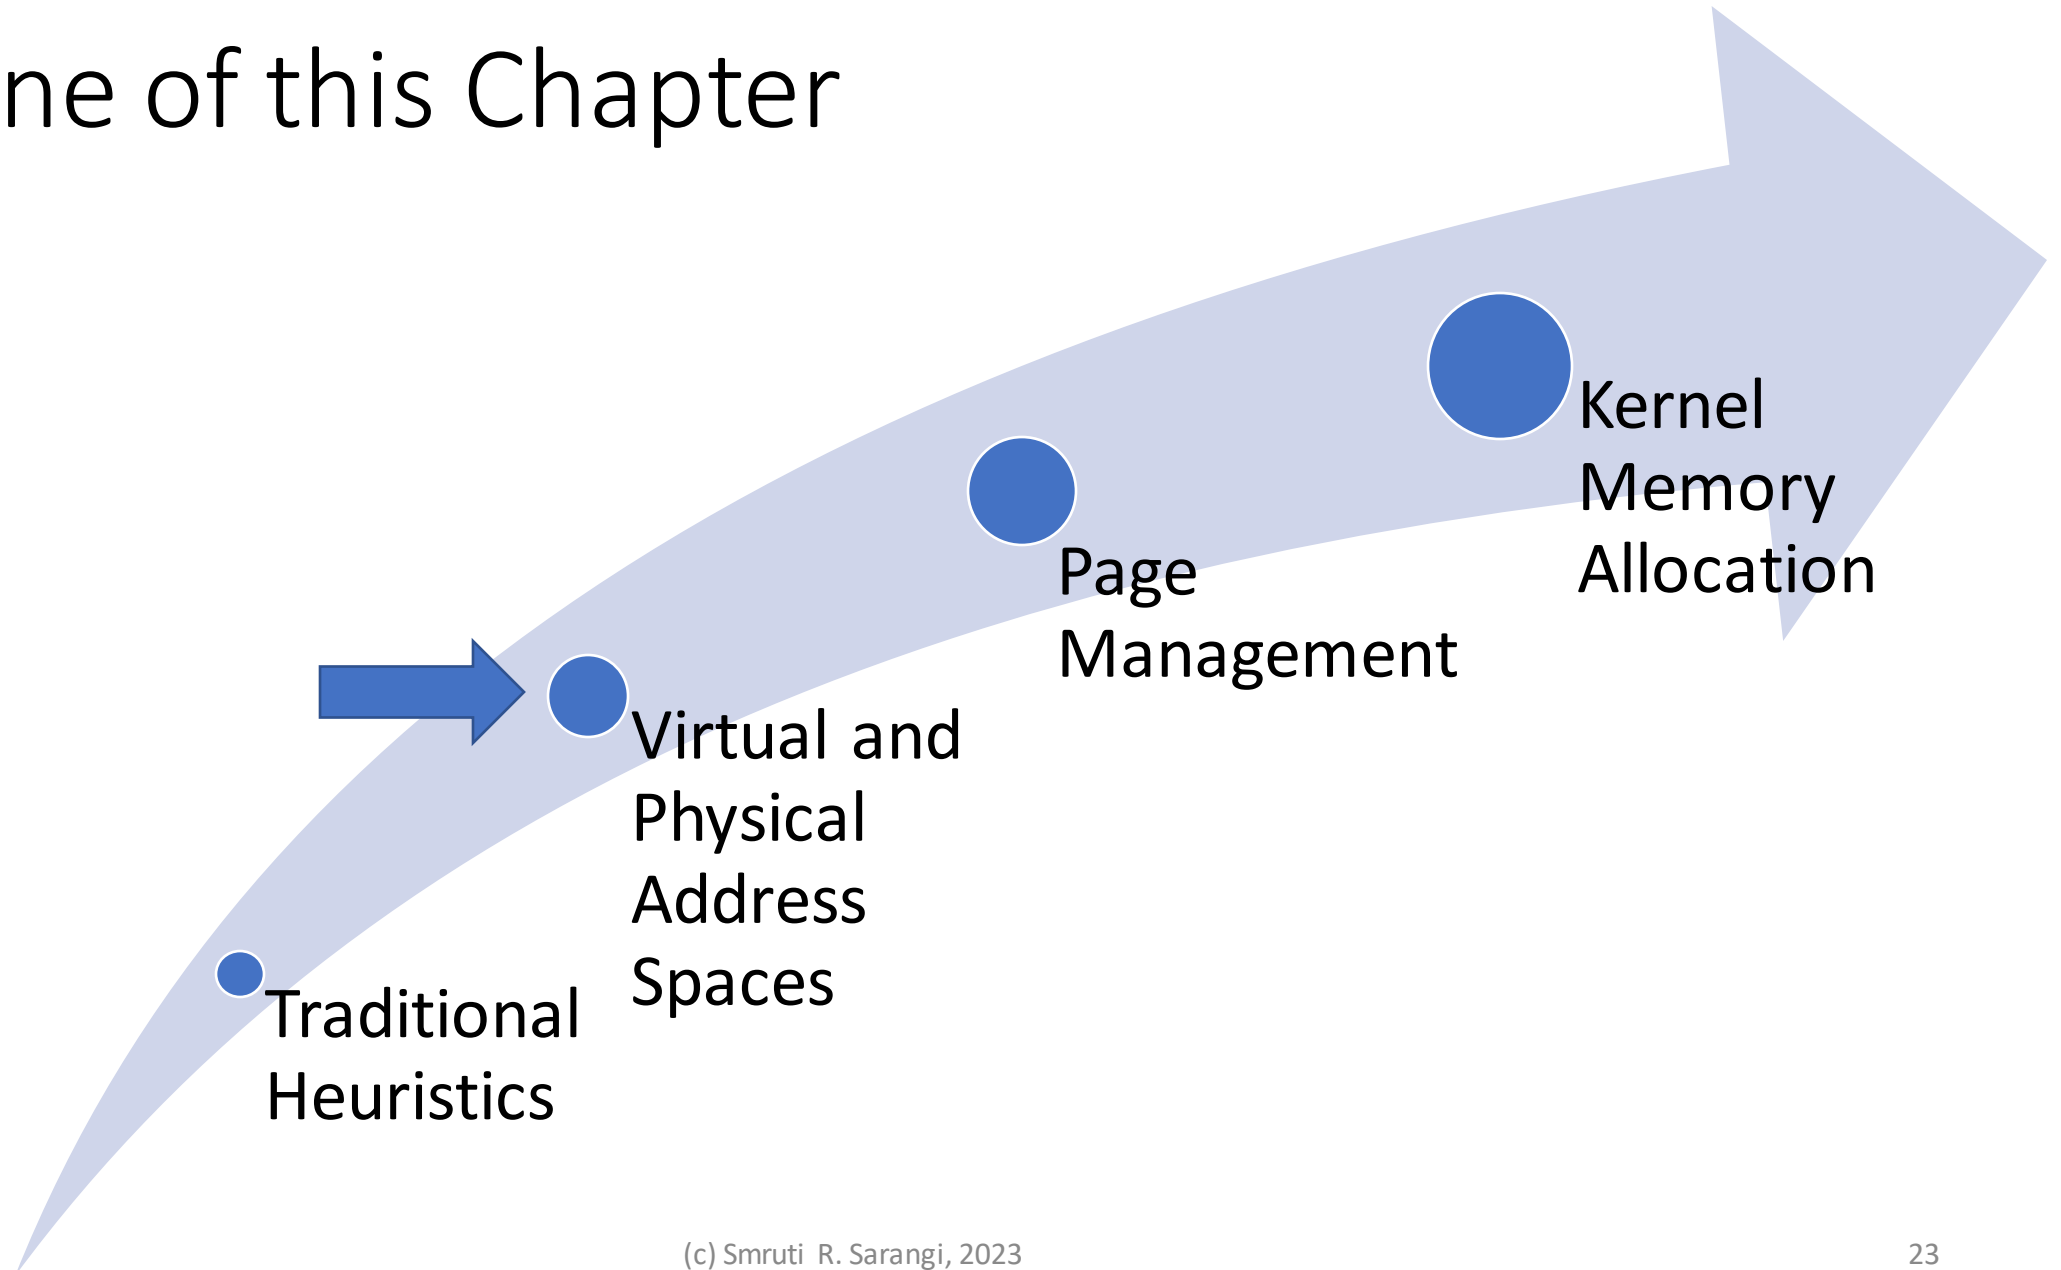 ne of this Chapter
Kernel
Memory
Allocation
Page
Management
Virtual and
Physical
Address
Spaces
Traditional
Heuristics
(c) Smruti R. Sarangi, 2023
23